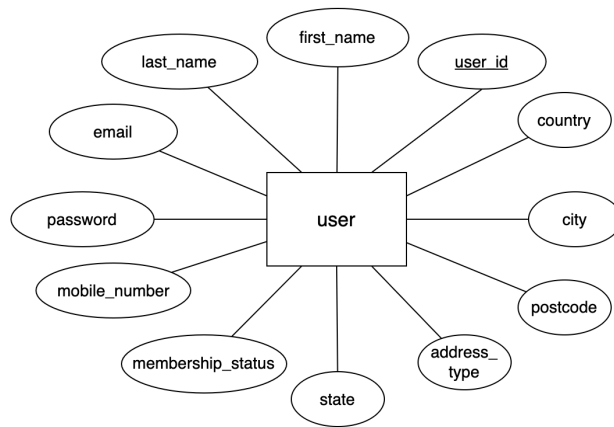 first_name
last_name
user_id
country
email
password
user
city
mobile_number
postcode
membership_status
address_
type
state